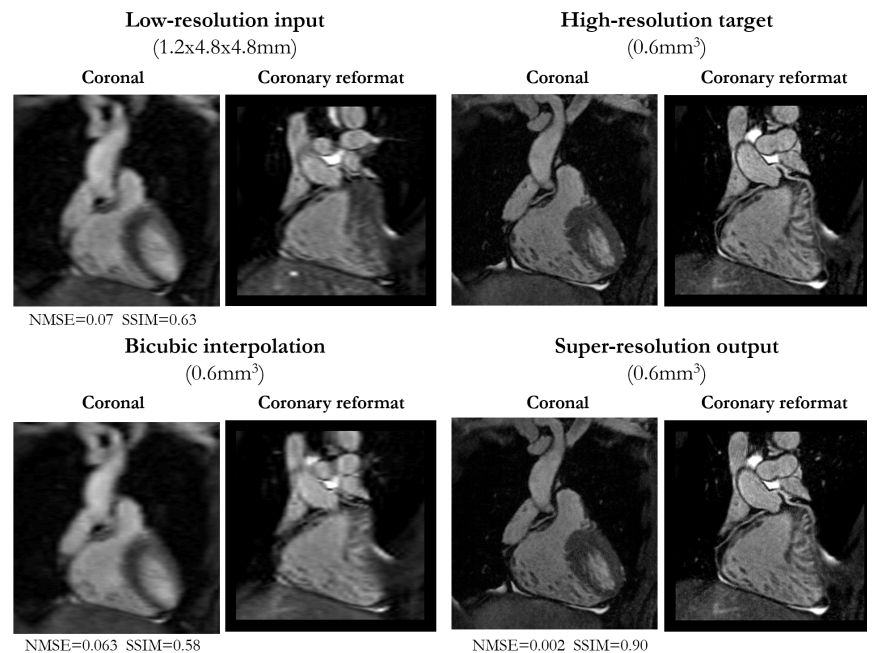 Low-resolution input
(1.2x4.8x4.8mm)
Coronal
Coronary reformat
NMSE=0.07 SSIM=0.63
High-resolution target
(0.6mm³)
Coronal
Coronary reformat
Bicubic interpolation
(0.6mm³)
Coronal
Coronary reformat
NMSE=0.063 SSIM=0.58
Super-resolution output
(0.6mm³)
Coronal
Coronary reformat
NMSE=0.002 SSIM=0.90